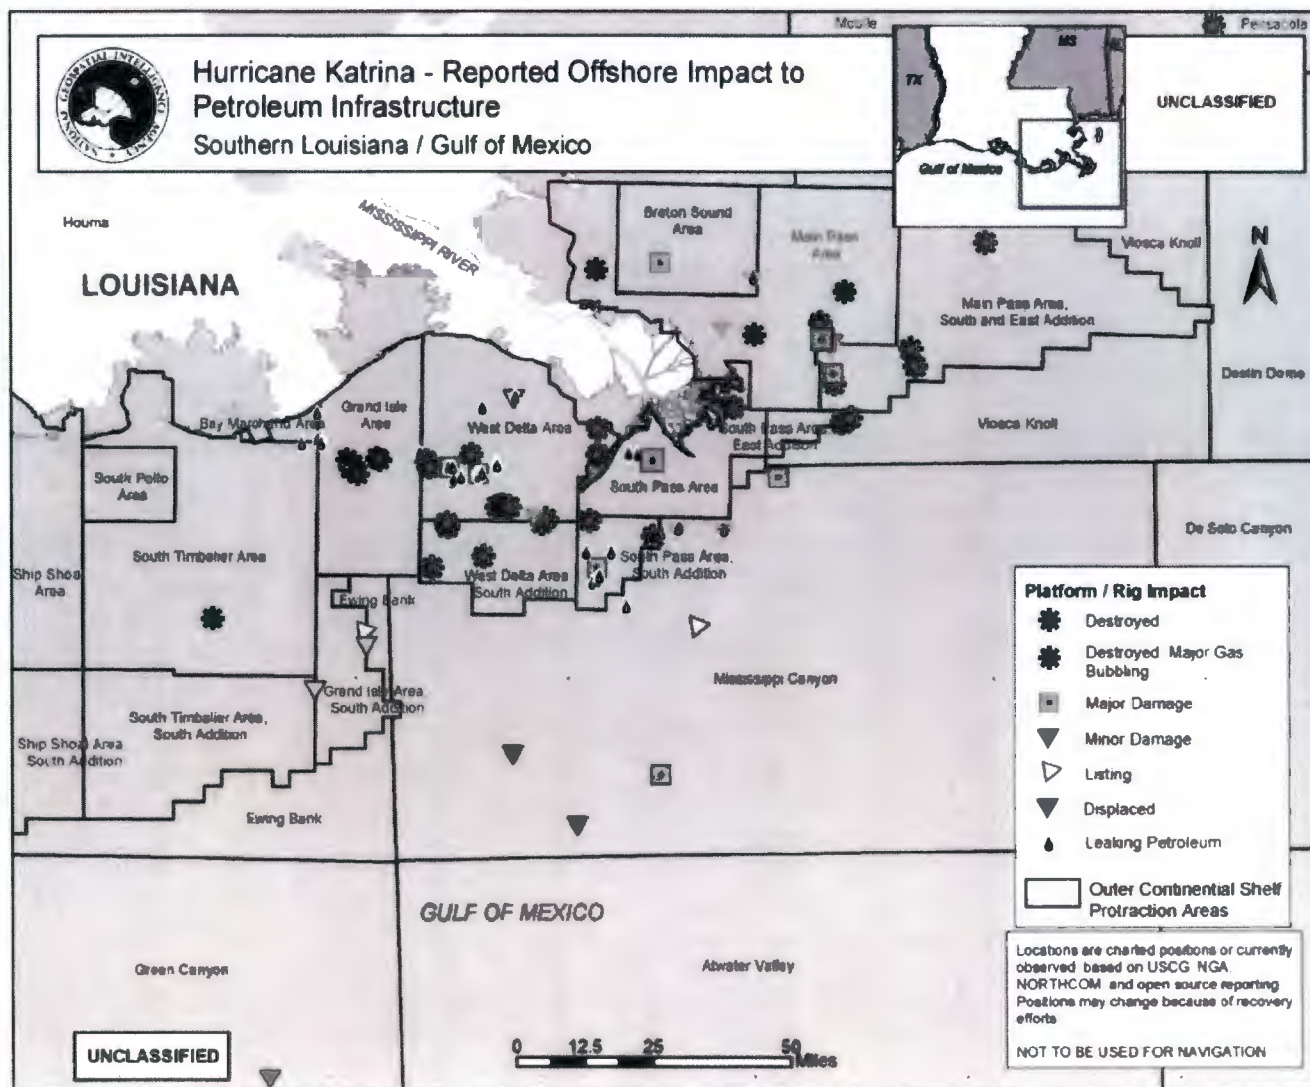 Mobile
Pensacola
NATIONAL GEOSPATIAL INTELLIGENCE AGENCY
Hurricane Katrina - Reported Offshore Impact to
Petroleum Infrastructure
Southern Louisiana / Gulf of Mexico
TX
MS
Gulf of Mexico
UNCLASSIFIED
Houma
MISSISSIPPI RIVER
LOUISIANA
Breton Sound
Area
Main Pass
Area
Viosca Knoll
N
Main Pass Area,
South and East Addition
Destin Dome
Bay Marchand Area
Grand Isle
Area
West Delta Area
South Pass Area
East Addition
Viosca Knoll
South Pelto
Area
South Pass Area
De Soto Canyon
South Timbalier Area
Ship Shoal
Area
West Delta Area
South Addition
South Pass Area,
South Addition
Ewing Bank
Mississippi Canyon
Grand Isle Area
South Addition
South Timbalier Area,
South Addition
Ship Shoal Area
South Addition
Ewing Bank
Platform / Rig Impact
Destroyed
Destroyed Major Gas
Bubbling
Major Damage
Minor Damage
Listing
Displaced
Leaking Petroleum
Outer Continental Shelf
Protraction Areas
GULF OF MEXICO
Green Canyon
Atwater Valley
Locations are charted positions or currently
observed based on USCG NGA
NORTHCOM and open source reporting
Positions may change because of recovery
efforts
NOT TO BE USED FOR NAVIGATION
UNCLASSIFIED
0 12.5 25 50
Miles